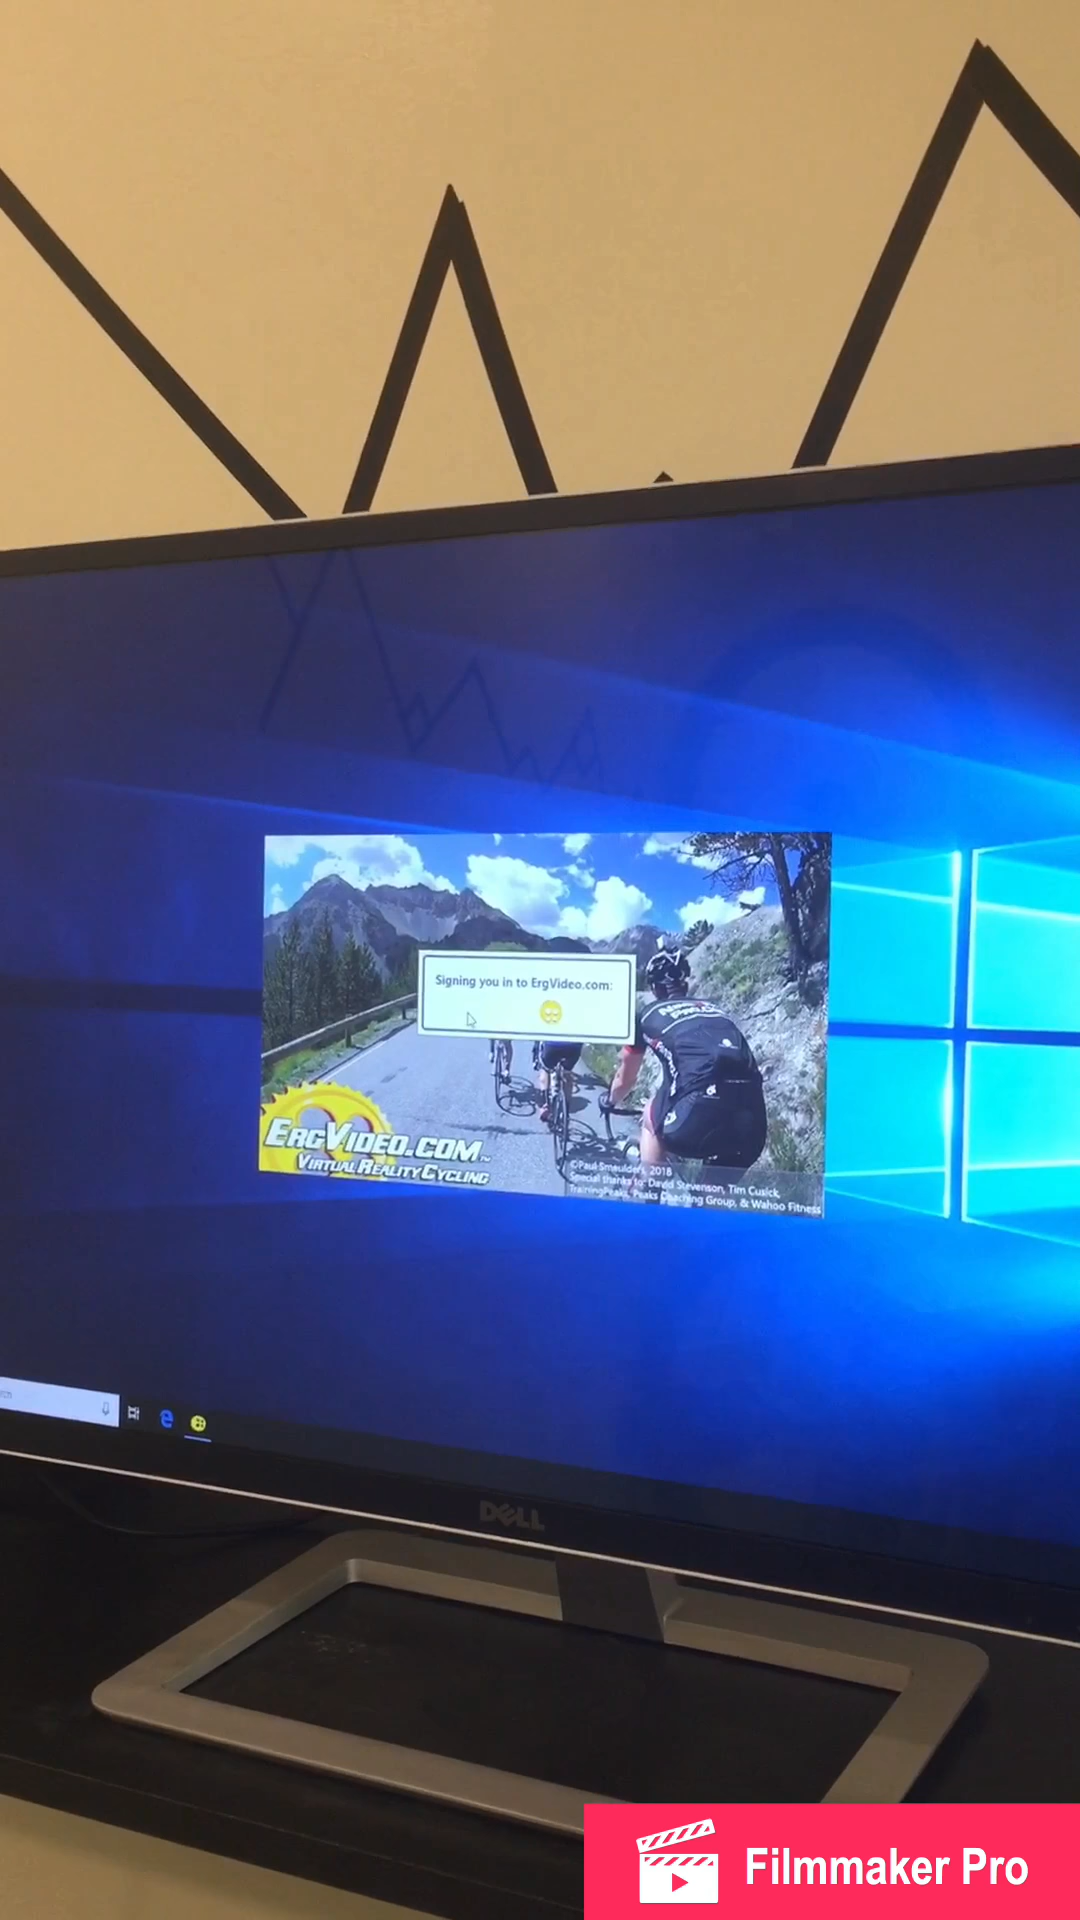 Signing you in to ErgVideo.com:
ERGVIDEO.COM™
VIRTUAL REALITY CYCLING
©Paul Smeulders, 2018
Special thanks to: David Stevenson, Tim Cusick,
TrainingPeaks, Peaks Coaching Group, & Wahoo Fitness
DELL
Filmmaker Pro